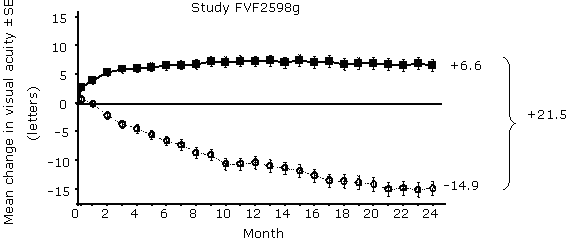 Study FVF2598g
Mean change in visual acuity ±SE
(letters)
15
10
5
0
−5
−10
−15
+6.6
+21.5
-14.9
0 2 4 6 8 10 12 14 16 18 20 22 24
Month